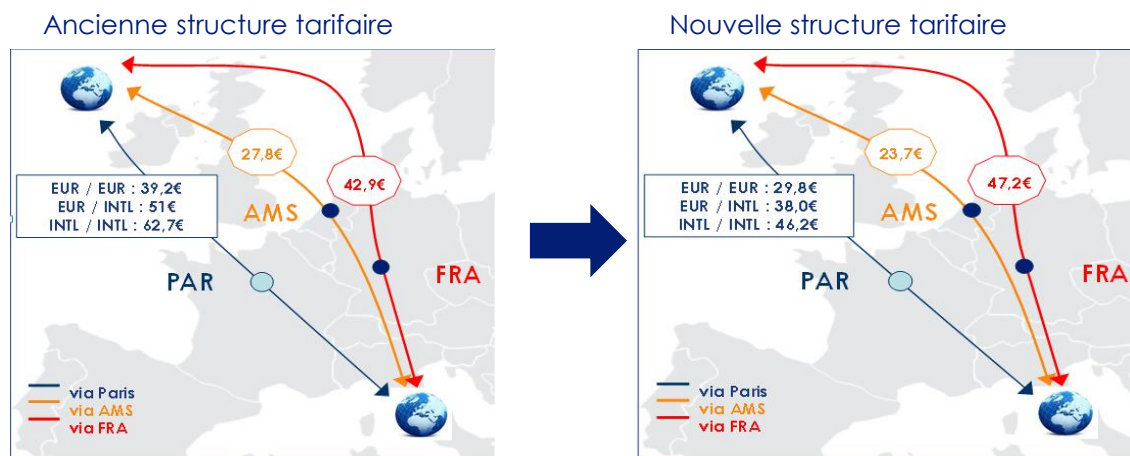 Ancienne structure tarifaire
27,8€
42,9€
EUR / EUR : 39,2€
EUR / INTL : 51€
INTL / INTL : 62,7€
AMS
PAR
FRA
via Paris
via AMS
via FRA
Nouvelle structure tarifaire
23,7€
47,2€
EUR / EUR : 29,8€
EUR / INTL : 38,0€
INTL / INTL : 46,2€
AMS
PAR
FRA
via Paris
via AMS
via FRA